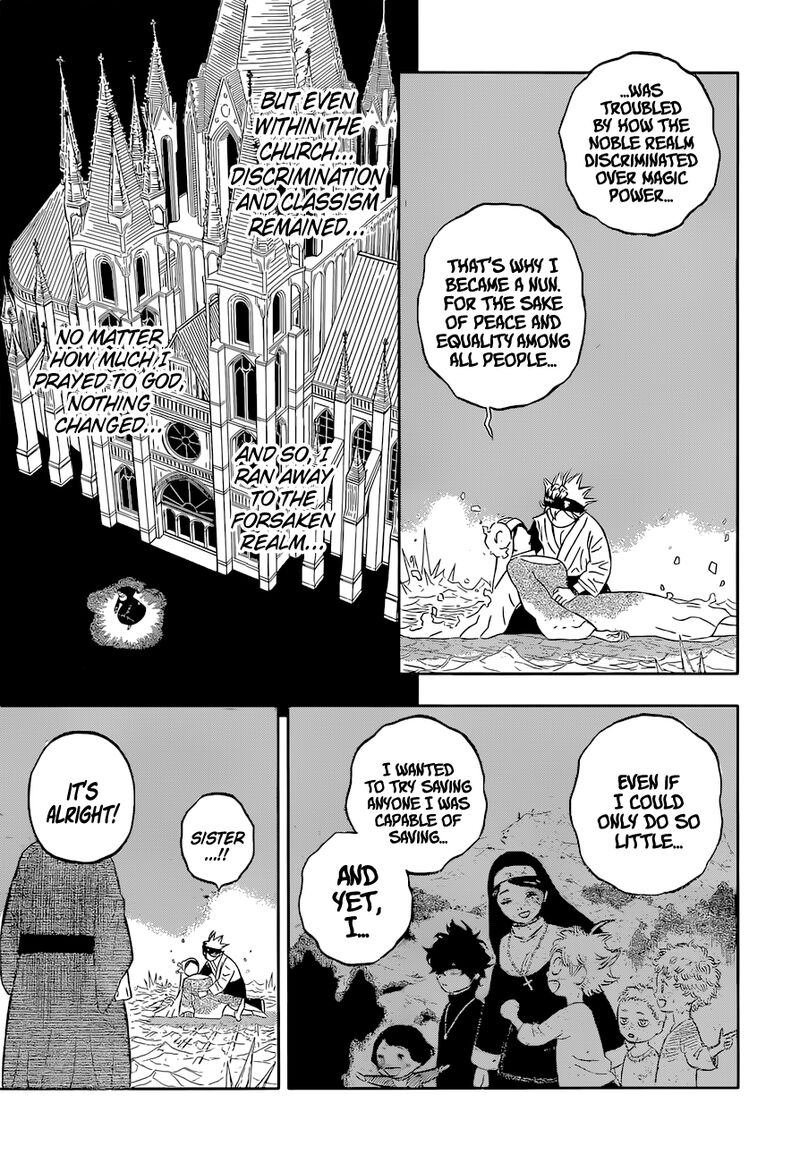 ...WAS
TROUBLED
BY HOW THE
NOBLE REALM
DISCRIMINATED
OVER MAGIC
POWER...
THAT'S WHY I
BECAME A NUN.
FOR THE SAKE
OF PEACE AND
EQUALITY AMONG
ALL PEOPLE...
BUT EVEN
WITHIN THE
CHURCH...
DISCRIMINATION
AND CLASSISM
REMAINED...
NO MATTER
HOW MUCH I
PRAYED TO GOD,
NOTHING
CHANGED...
AND SO, I
RAN AWAY
TO THE
FORSAKEN
REALM...
EVEN IF
I COULD
ONLY DO SO
LITTLE...
I WANTED
TO TRY SAVING
ANYONE I WAS
CAPABLE OF
SAVING...
AND
YET,
I...
SISTER
...!!
IT'S
ALRIGHT!